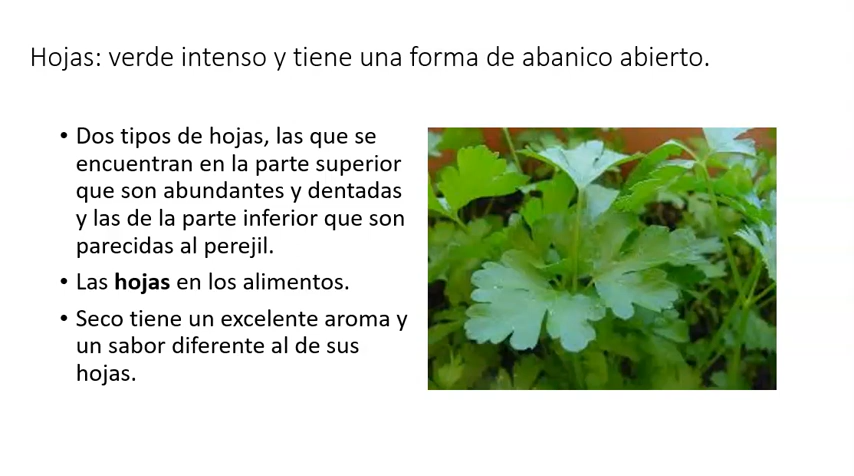 Hojas: verde intenso y tiene una forma de abanico abierto.
• Dos tipos de hojas, las que se
encuentran en la parte superior
que son abundantes y dentadas
y las de la parte inferior que son
parecidas al perejil.
• Las hojas en los alimentos.
• Seco tiene un excelente aroma y
un sabor diferente al de sus
hojas.